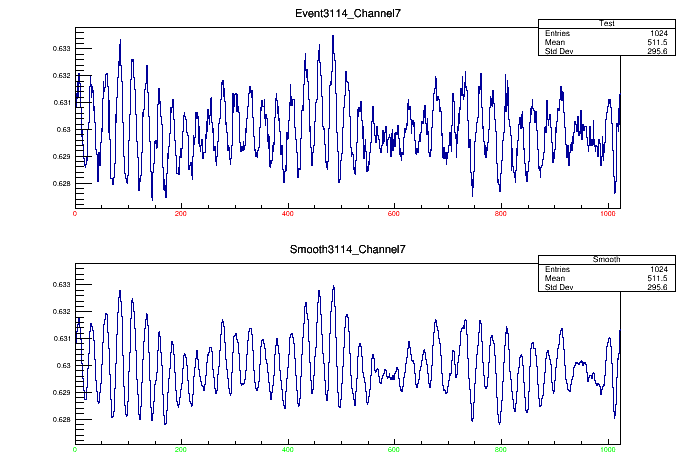 Event3114_Channel7
Test
Entries 1024
Mean 511.5
Std Dev 295.6
0.633
0.632
0.631
0.63
0.629
0.628
0 200 400 600 800 1000
Smooth3114_Channel7
Smooth
Entries 1024
Mean 511.5
Std Dev 295.6
0.633
0.632
0.631
0.63
0.629
0.628
0 200 400 600 800 1000